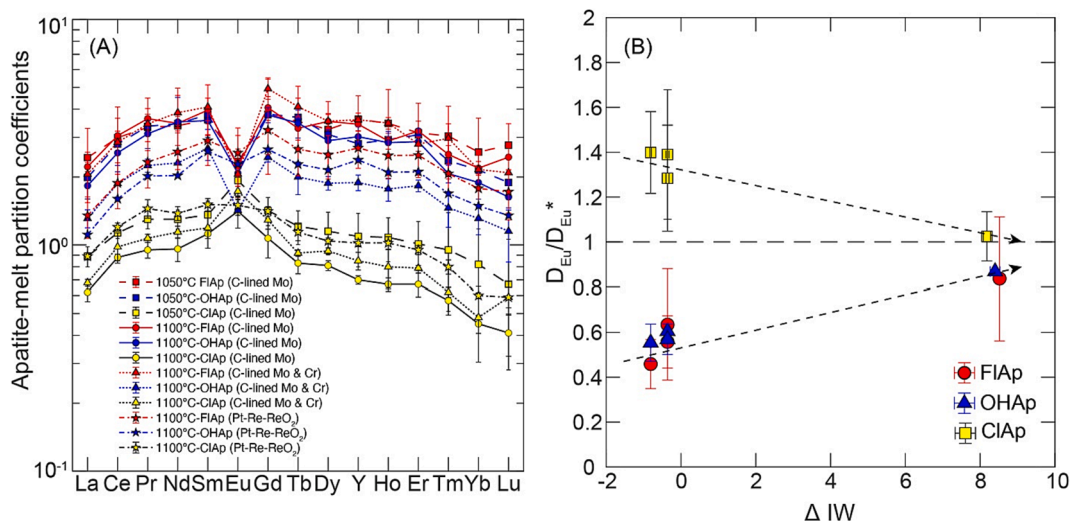 (A)
Apatite-melt partition coefficients
10¹
10⁰
10⁻¹
1050°C FlAp (C-lined Mo)
1050°C-OHAp (C-lined Mo)
1050°C-ClAp (C-lined Mo)
1100°C-FlAp (C-lined Mo)
1100°C-OHAp (C-lined Mo)
1100°C-ClAp (C-lined Mo)
1100°C-FlAp (C-lined Mo & Cr)
1100°C-OHAp (C-lined Mo & Cr)
1100°C-ClAp (C-lined Mo & Cr)
1100°C-FlAp (Pt-Re-ReO₂)
1100°C-OHAp (Pt-Re-ReO₂)
1100°C-ClAp (Pt-Re-ReO₂)
La Ce Pr Nd Sm Eu Gd Tb Dy Y Ho Er Tm Yb Lu
(B)
D_Eu/D_Eu*
2
1.8
1.6
1.4
1.2
1
0.8
0.6
0.4
0.2
0
FlAp
OHAp
ClAp
-2 0 2 4 6 8 10
Δ IW